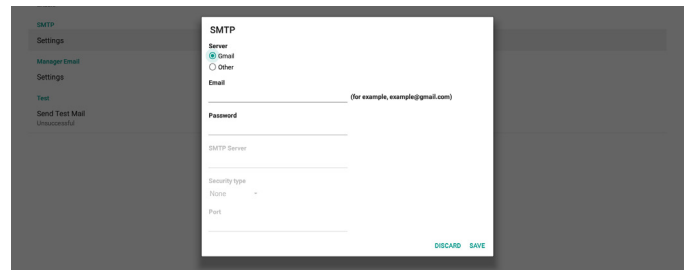 SMTP
Settings
Manager Email
Settings
Test
Send Test Mail
Unsuccessful
SMTP
Server
Gmail
Other
Email
(for example, example@gmail.com)
Password
SMTP Server
Security type
None
Port
DISCARD SAVE